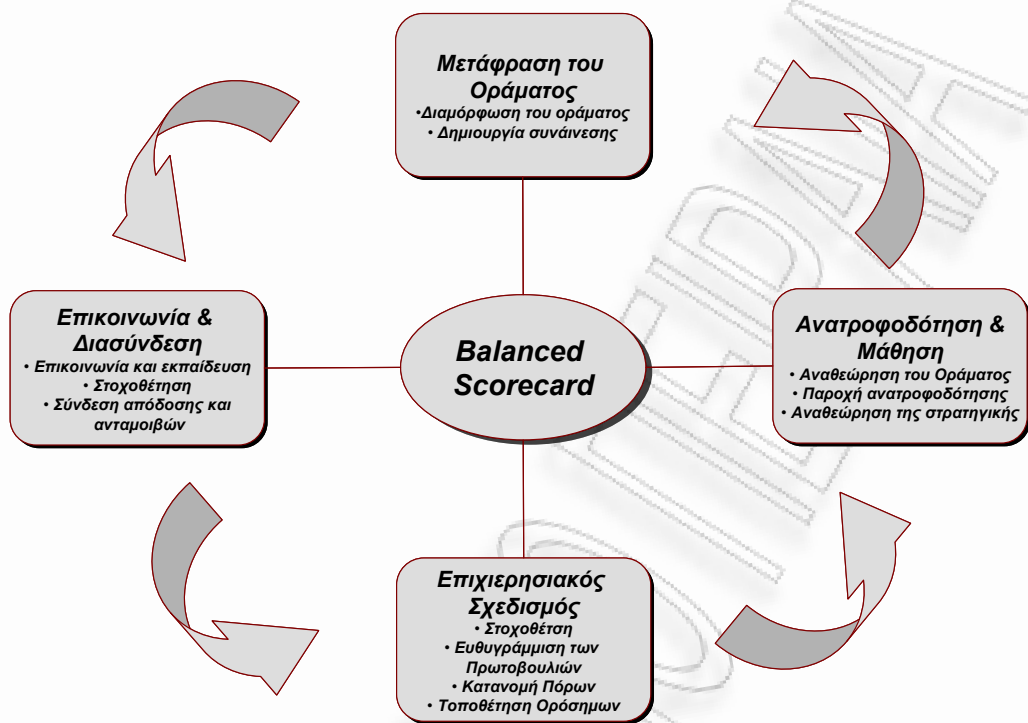 Μετάφραση του
Οράματος
•Διαμόρφωση του οράματος
• Δημιουργία συνάινεσης
Επικοινωνία &
Διασύνδεση
• Επικοινωνία και εκπαίδευση
• Στοχοθέτηση
• Σύνδεση απόδοσης και
ανταμοιβών
Balanced
Scorecard
Ανατροφοδότηση &
Μάθηση
• Αναθεώρηση του Οράματος
• Παροχή ανατροφοδότησης
• Αναθεώρηση της στρατηγικής
Επιχιερησιακός
Σχεδισμός
• Στοχοθέτση
• Ευθυγράμμιση των
Πρωτοβουλιών
• Κατανομή Πόρων
• Τοποθέτηση Ορόσημων